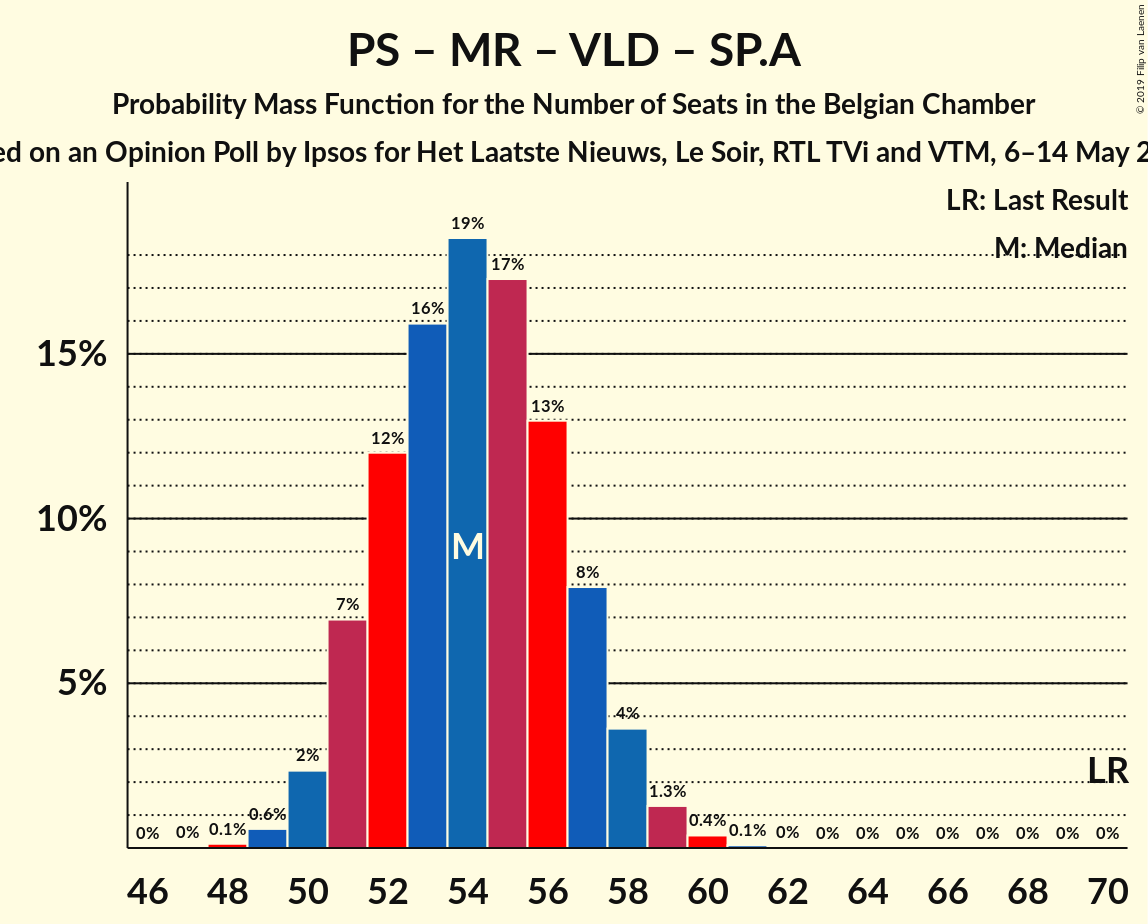 PS – MR – VLD – SP.A
Probability Mass Function for the Number of Seats in the Belgian Chamber
on an Opinion Poll by Ipsos for Het Laatste Nieuws, Le Soir, RTL TVi and VTM, 6–14 May
© 2019 Filip van Laenen
LR: Last Result
M: Median
19%
17%
16%
15%
13%
12%
10%
M
8%
7%
5%
4%
2%
LR
1.3%
0% 0% 0.1% 0.6% 0.4% 0.1% 0% 0% 0% 0% 0% 0% 0% 0% 0%
46 48 50 52 54 56 58 60 62 64 66 68 70